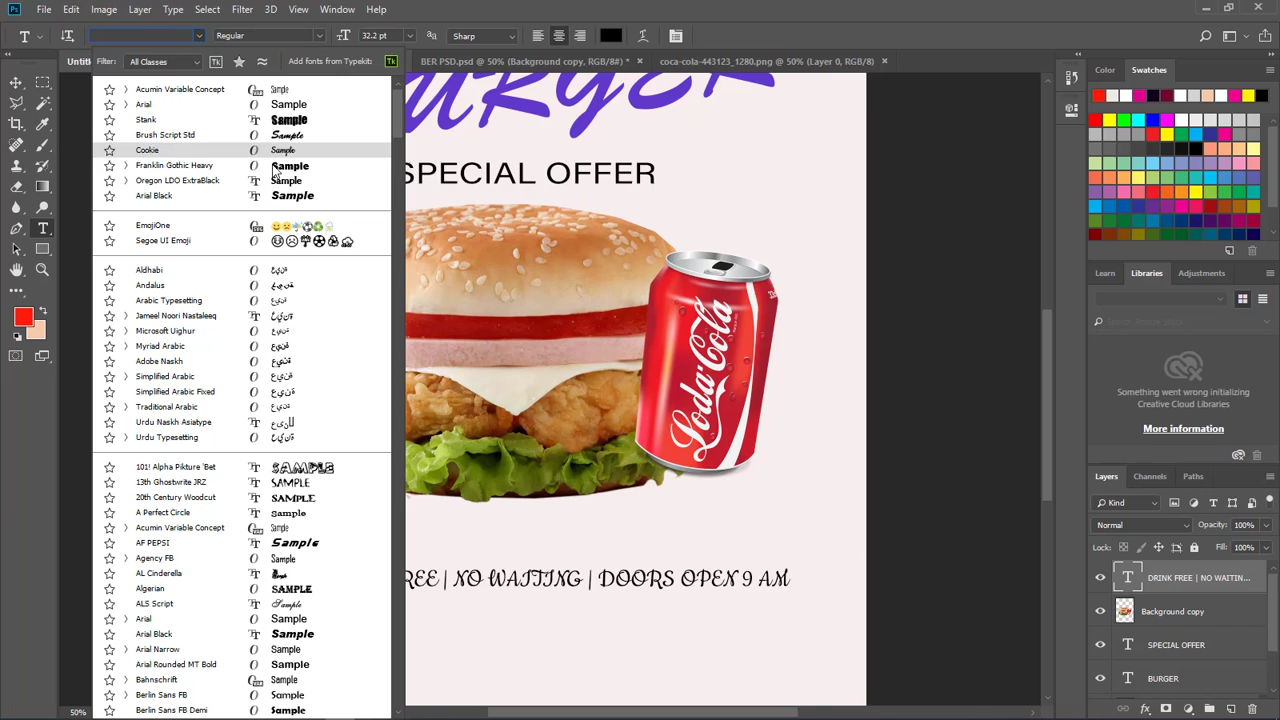 Ps File Edit Image Layer Type Select Filter 3D View Window Help
T Regular 32.2 pt Sharp
Filter: All Classes Add fonts from Typekit: Tk
Untitl BER PSD.psd @ 50% (Background copy, RGB/8#) * × coca-cola-443123_1280.png @ 50% (Layer 0, RGB/8) ×
Acumin Variable Concept Sample
Arial Sample
Stank Sample
Brush Script Std Sample
Cookie Sample
Franklin Gothic Heavy Sample
Oregon LDO ExtraBlack Sample
Arial Black Sample
EmojiOne
Segoe UI Emoji
Aldhabi
Andalus
Arabic Typesetting
Jameel Noori Nastaleeq
Microsoft Uighur
Myriad Arabic
Adobe Naskh
Simplified Arabic
Simplified Arabic Fixed
Traditional Arabic
Urdu Naskh Asiatype
Urdu Typesetting
101! Alpha Pikture 'Bet SAMPLE
13th Ghostwrite JRZ SAMPLE
20th Century Woodcut SAMPLE
A Perfect Circle Sample
Acumin Variable Concept Sample
AF PEPSI Sample
Agency FB Sample
AL Cinderella
Algerian SAMPLE
ALS Script Sample
Arial Sample
Arial Black Sample
Arial Narrow Sample
Arial Rounded MT Bold Sample
Bahnschrift Sample
Berlin Sans FB Sample
Berlin Sans FB Demi Sample
50%
URGER
SPECIAL OFFER
Loda'Cola
REE | NO WAITING | DOORS OPEN 9 AM
Color Swatches
Learn Libraries Adjustments
Something went wrong initializing
Creative Cloud Libraries
More information
Layers Channels Paths
Kind
Normal Opacity: 100%
Lock: Fill: 100%
T DRINK FREE | NO WAITIN...
Background copy
T SPECIAL OFFER
T BURGER
fx